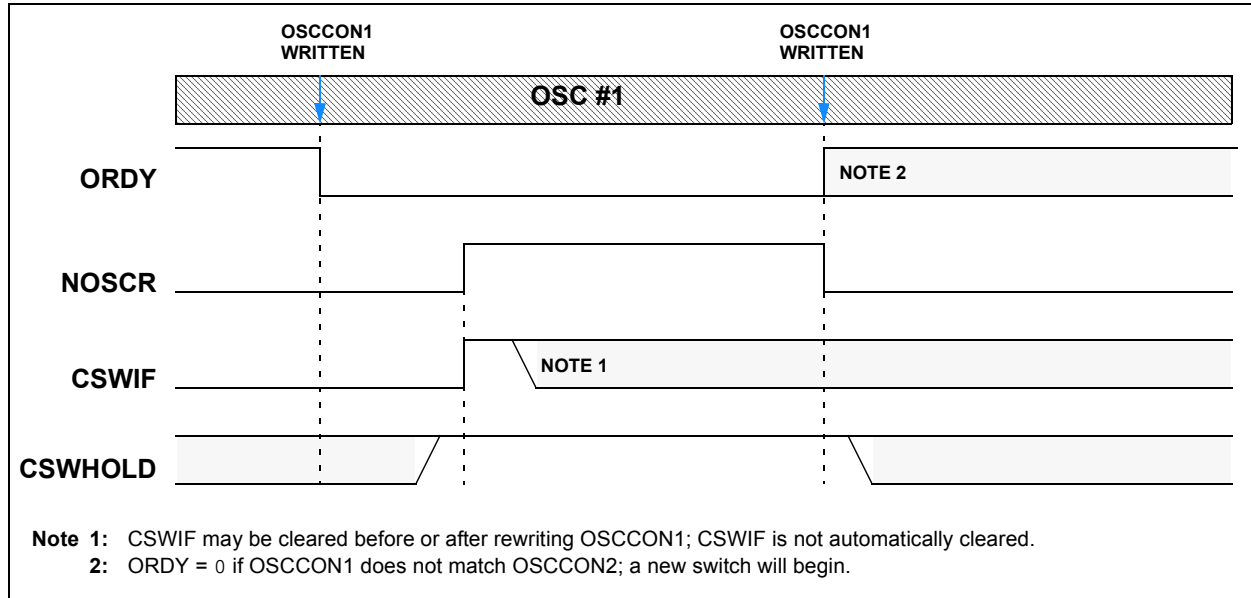 OSCCON1 OSCCON1
WRITTEN WRITTEN
OSC #1
ORDY
NOTE 2
NOSCR
CSWIF
NOTE 1
CSWHOLD
Note 1: CSWIF may be cleared before or after rewriting OSCCON1; CSWIF is not automatically cleared.
2: ORDY = 0 if OSCCON1 does not match OSCCON2; a new switch will begin.